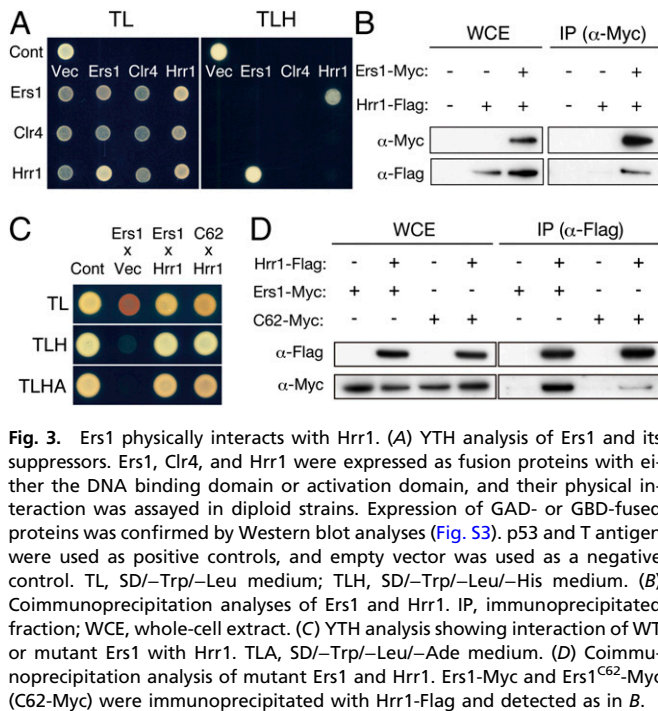 A
TL
TLH
Cont
Vec Ers1 Clr4 Hrr1
Vec Ers1 Clr4 Hrr1
Ers1
Clr4
Hrr1
B
WCE
IP (α-Myc)
Ers1-Myc: - - + - - +
Hrr1-Flag: - + + - + +
α-Myc
α-Flag
C
Ers1 Ers1 C62
x x x
Cont Vec Hrr1 Hrr1
TL
TLH
TLHA
D
WCE
IP (α-Flag)
Hrr1-Flag: - + - + - + - +
Ers1-Myc: + + - - + + - -
C62-Myc: - - + + - - + +
α-Flag
α-Myc
Fig. 3. Ers1 physically interacts with Hrr1. (A) YTH analysis of Ers1 and its
suppressors. Ers1, Clr4, and Hrr1 were expressed as fusion proteins with ei-
ther the DNA binding domain or activation domain, and their physical in-
teraction was assayed in diploid strains. Expression of GAD- or GBD-fused
proteins was confirmed by Western blot analyses (Fig. S3). p53 and T antigen
were used as positive controls, and empty vector was used as a negative
control. TL, SD/−Trp/−Leu medium; TLH, SD/−Trp/−Leu/−His medium. (B)
Coimmunoprecipitation analyses of Ers1 and Hrr1. IP, immunoprecipitated
fraction; WCE, whole-cell extract. (C) YTH analysis showing interaction of WT
or mutant Ers1 with Hrr1. TLA, SD/−Trp/−Leu/−Ade medium. (D) Coimmu-
noprecipitation analysis of mutant Ers1 and Hrr1. Ers1-Myc and Ers1C62-Myc
(C62-Myc) were immunoprecipitated with Hrr1-Flag and detected as in B.